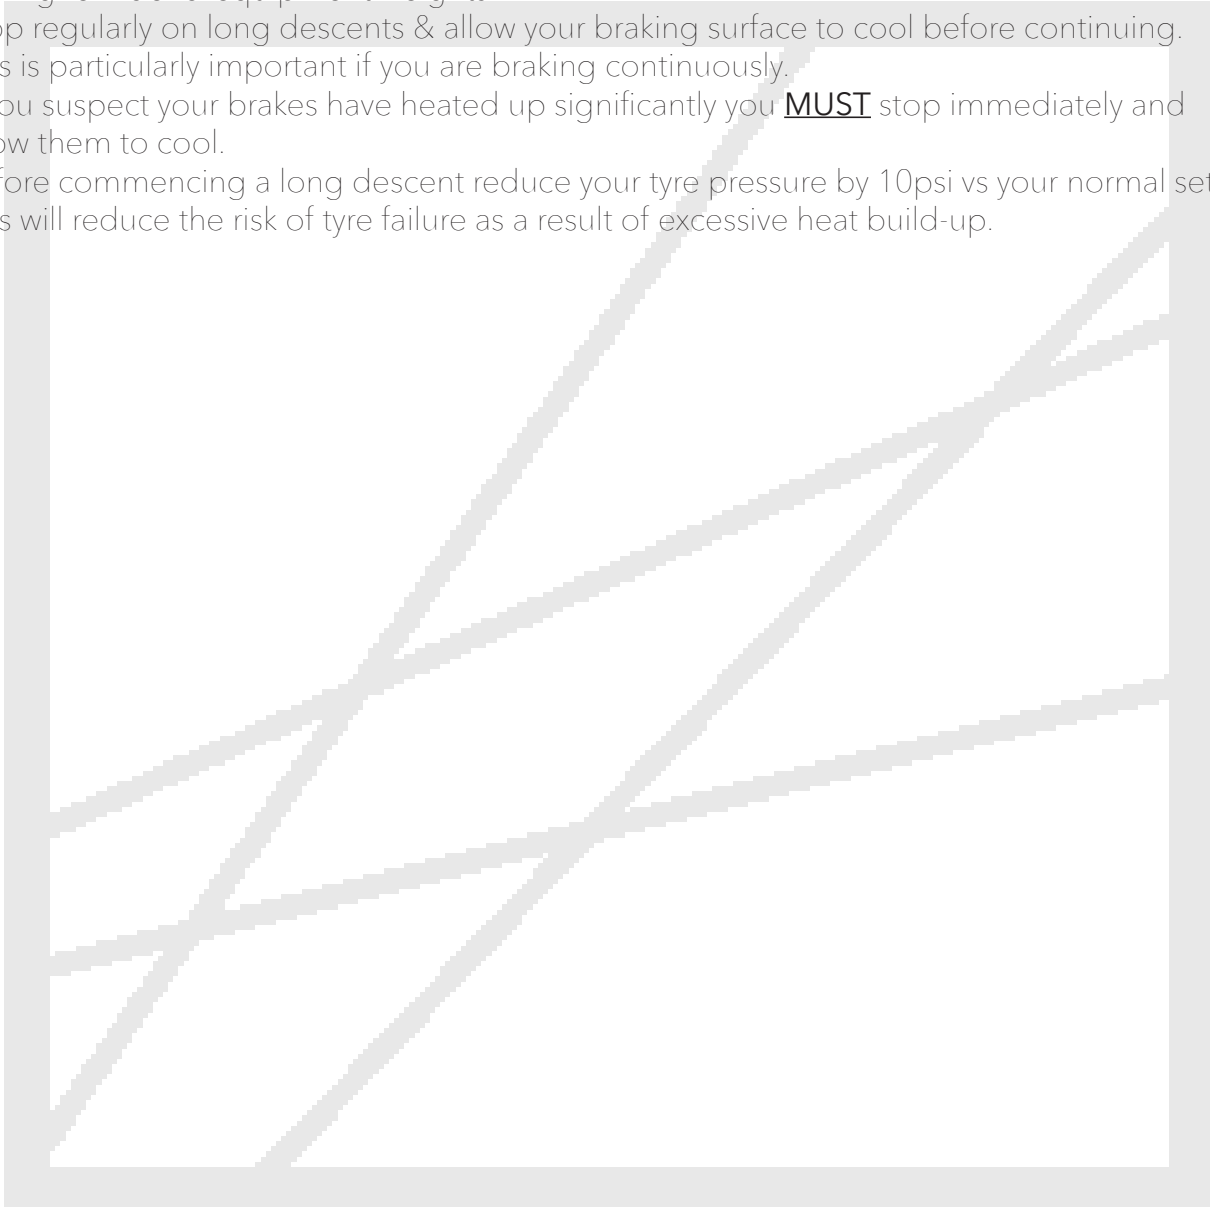 op regularly on long descents & allow your braking surface to cool before continuing.
s is particularly important if you are braking continuously.
ou suspect your brakes have heated up significantly you MUST stop immediately and
ow them to cool.
fore commencing a long descent reduce your tyre pressure by 10psi vs your normal set
s will reduce the risk of tyre failure as a result of excessive heat build-up.